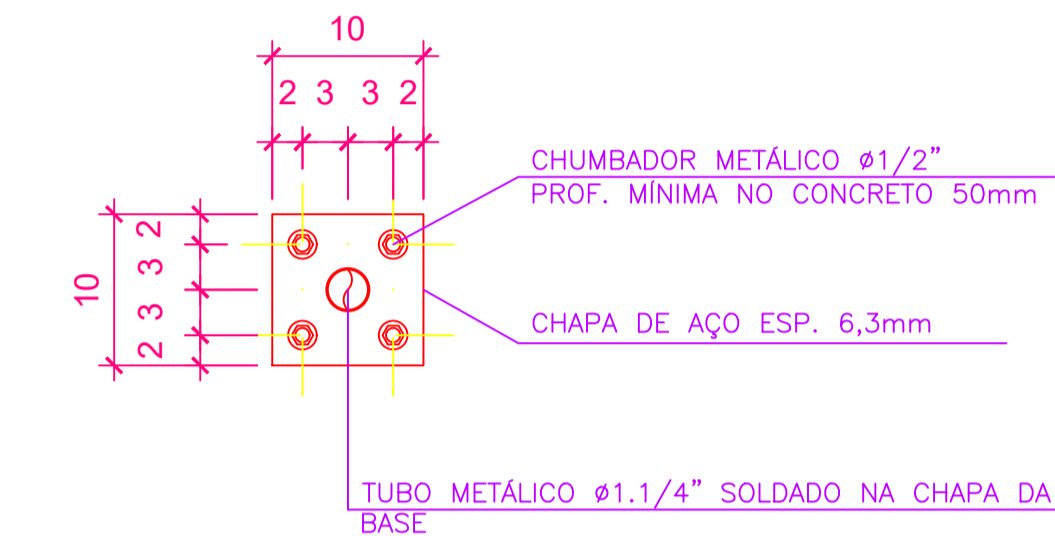 10
2 3 3 2
CHUMBADOR METÁLICO ø1/2”
PROF. MÍNIMA NO CONCRETO 50mm
10
2
3
3
2
CHAPA DE AÇO ESP. 6,3mm
TUBO METÁLICO ø1.1/4” SOLDADO NA CHAPA DA
BASE